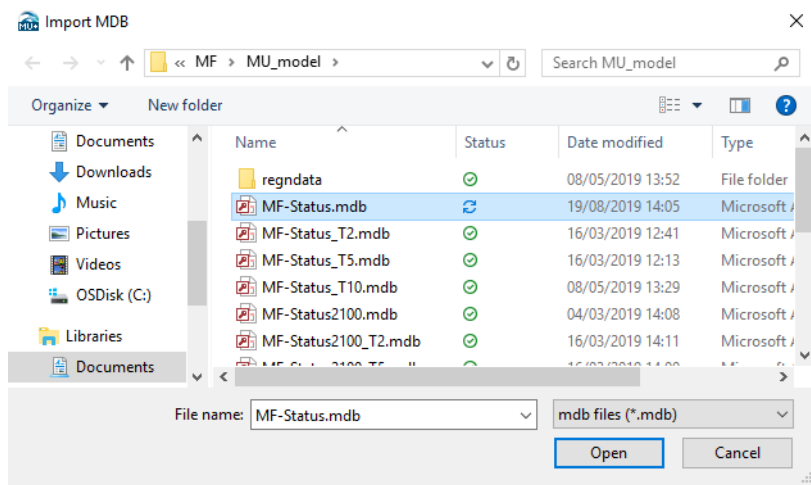 MU+ Import MDB
« MF > MU_model >
Search MU_model
Organize New folder
?
Documents
Downloads
Music
Pictures
Videos
OSDisk (C:)
Libraries
Documents
Name Status Date modified Type
regndata 08/05/2019 13:52 File folder
MF-Status.mdb 19/08/2019 14:05 Microsoft
MF-Status_T2.mdb 16/03/2019 12:41 Microsoft
MF-Status_T5.mdb 16/03/2019 12:13 Microsoft
MF-Status_T10.mdb 08/05/2019 13:29 Microsoft
MF-Status2100.mdb 04/03/2019 14:08 Microsoft
MF-Status2100_T2.mdb 16/03/2019 14:11 Microsoft
File name: MF-Status.mdb mdb files (*.mdb)
Open Cancel